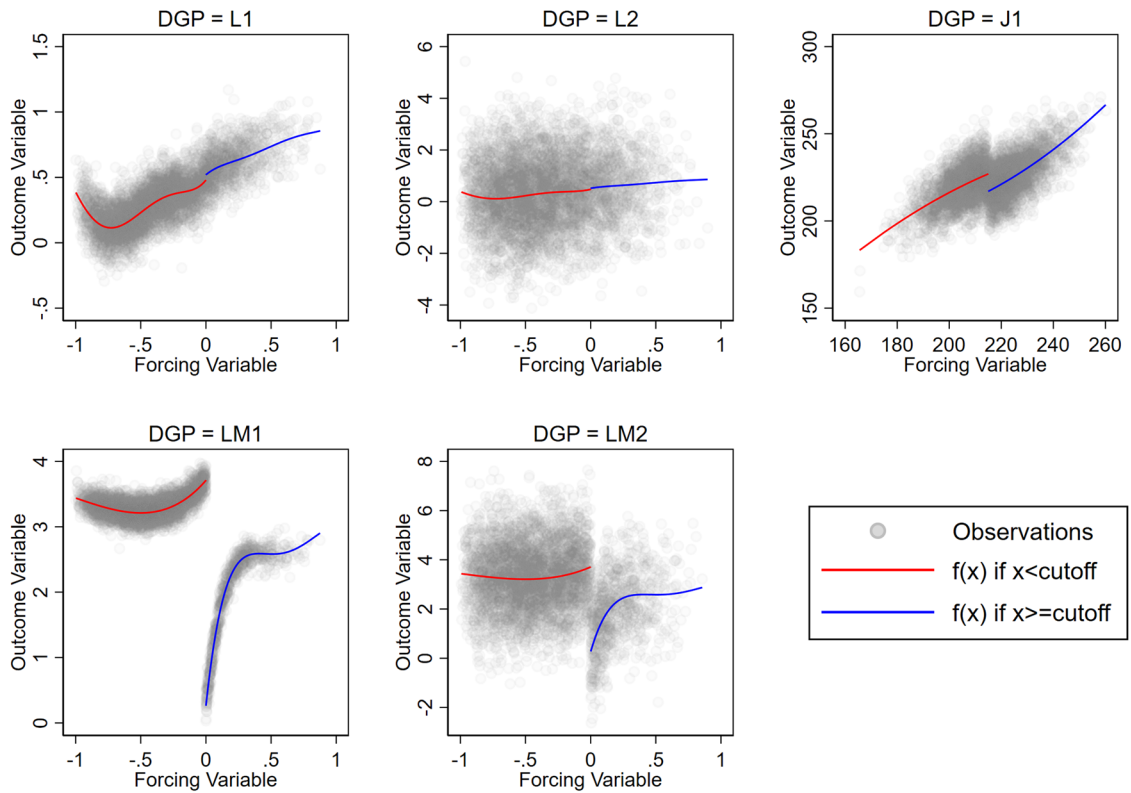 DGP = L1
1.5
1
.5
0
-.5
Outcome Variable
-1 -.5 0 .5 1
Forcing Variable
DGP = L2
6
4
2
0
-2
-4
Outcome Variable
-1 -.5 0 .5 1
Forcing Variable
DGP = J1
300
250
200
150
Outcome Variable
160 180 200 220 240 260
Forcing Variable
DGP = LM1
4
3
2
1
0
Outcome Variable
-1 -.5 0 .5 1
Forcing Variable
DGP = LM2
8
6
4
2
0
-2
Outcome Variable
-1 -.5 0 .5 1
Forcing Variable
Observations
f(x) if x<cutoff
f(x) if x>=cutoff